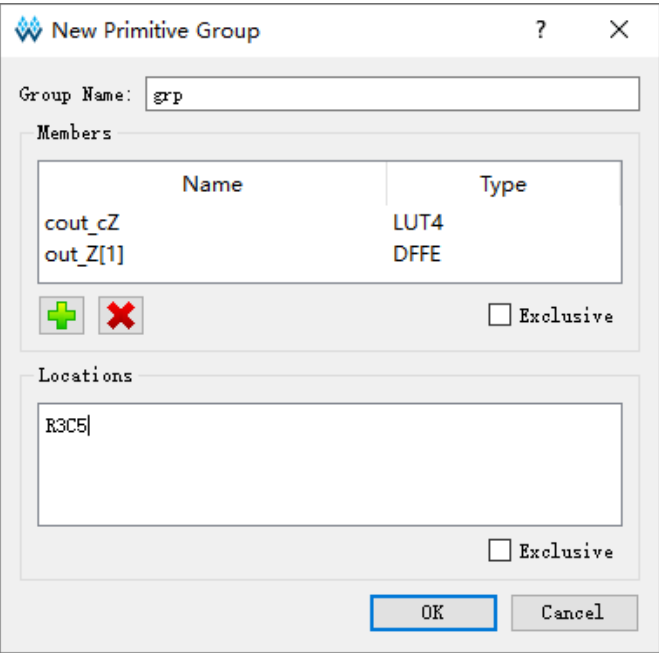 New Primitive Group ?
Group Name: grp
Members
Name Type
cout_cZ LUT4
out_Z[1] DFFE
Exclusive
Locations
R3C5
Exclusive
OK Cancel